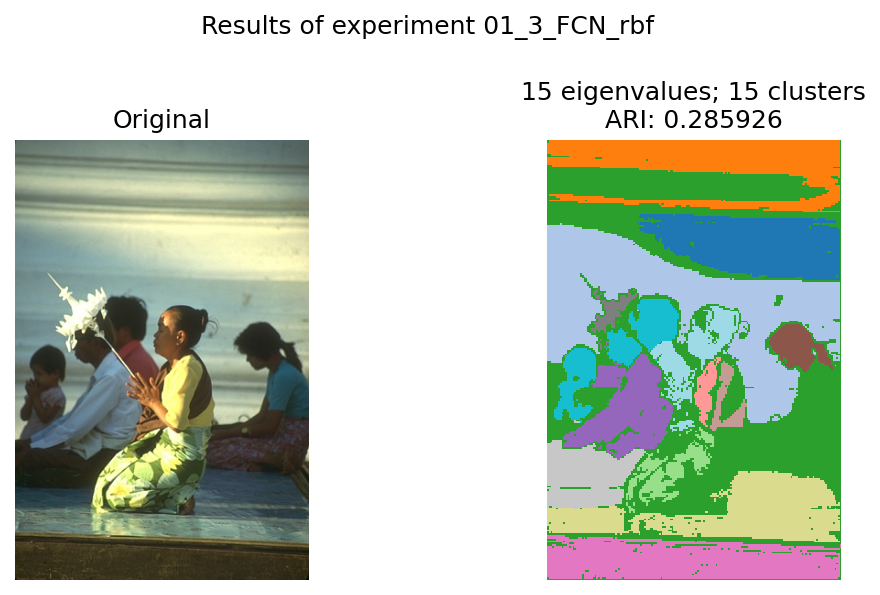 Results of experiment 01_3_FCN_rbf
Original
15 eigenvalues; 15 clusters
ARI: 0.285926